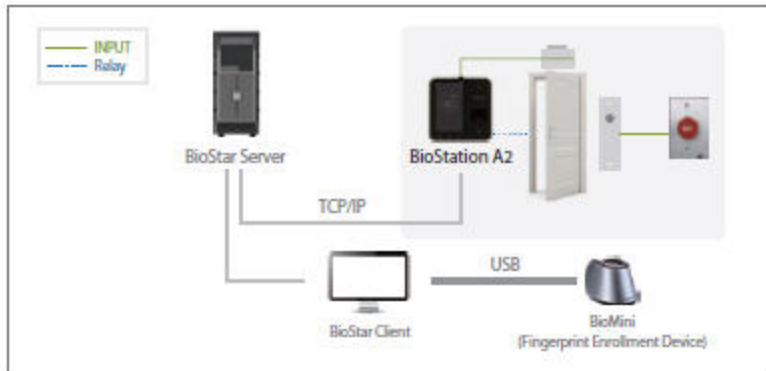 INPUT
Relay
BioStar Server
BioStation A2
TCP/IP
USB
BioStar Client
BioMini
(Fingerprint Enrollment Device)